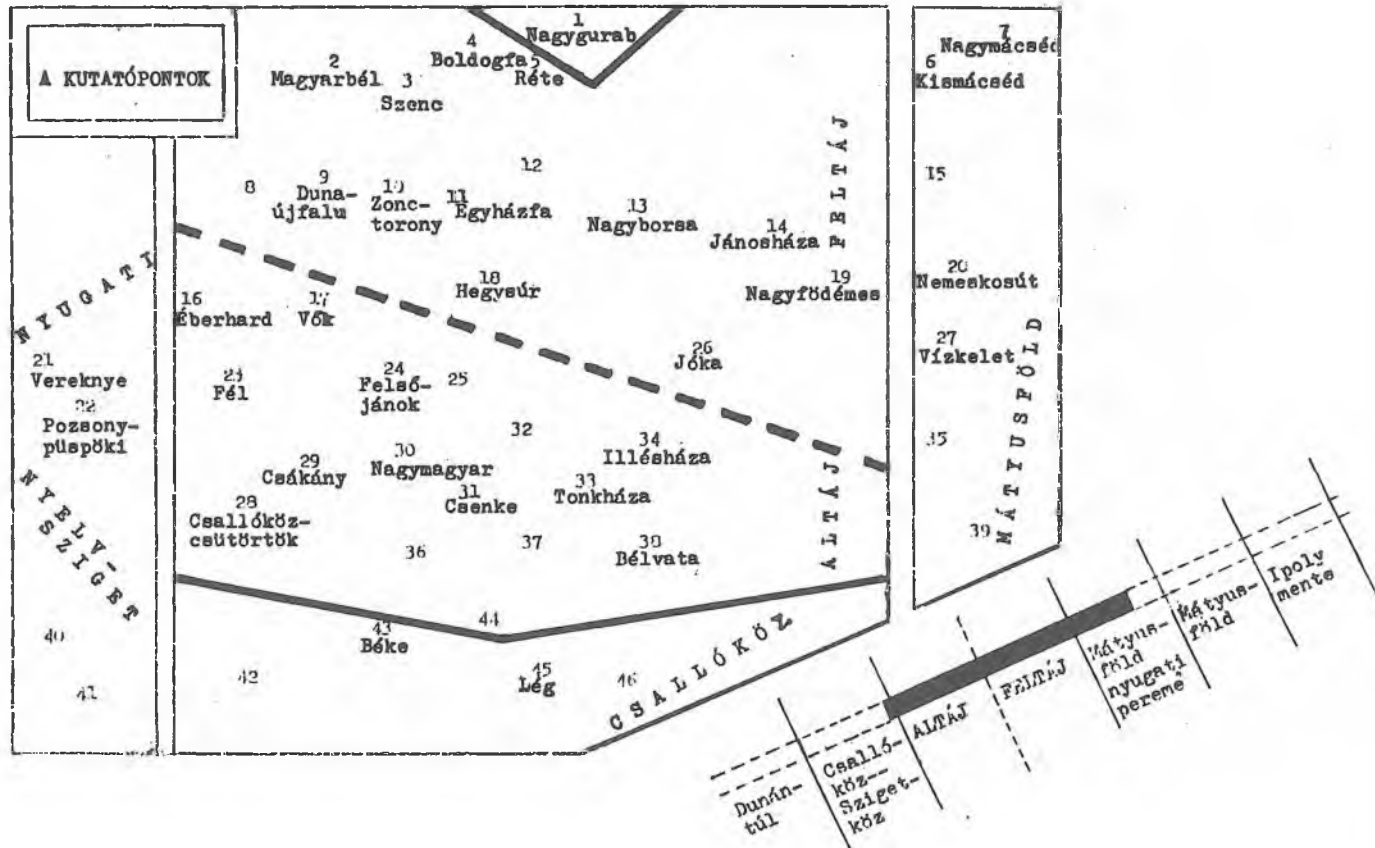 A KUTATÓPONTOK
1
Nagygurab
2
Magyarbél
3
Szenc
4
Boldogfa
5
Réte
7
Nagymácséd
6
Kismácséd
8
9
Duna-
újfalu
10
Zonc-
torony
11
Egyházfa
12
13
Nagyborsa
14
Jánosháza
FELTÁJ
15
16
Éberhard
17
Vők
18
Hegysúr
19
Nagyfödémes
20
Nemeskosút
NYUGATI
NYELV-
SZIGET
21
Vereknye
22
Pozsony-
püspöki
23
Fél
24
Felső-
jánok
25
26
Jóka
27
Vízkelet
MÁTYUSFÖLD
28
Csallóköz-
csütörtök
29
Csákány
30
Nagymagyar
31
Csenke
32
33
Tonkháza
34
Illésháza
ALTÁJ
35
36
37
38
Bélvata
39
40
41
42
43
Béke
44
45
Lég
46
CSALLÓKÖZ
Dunán-
túl
Csalló-
köz--
Sziget-
köz
ALTÁJ
FELTÁJ
Mátyus-
föld
nyugati
pereme
Mátyus-
föld
Ipoly
mente